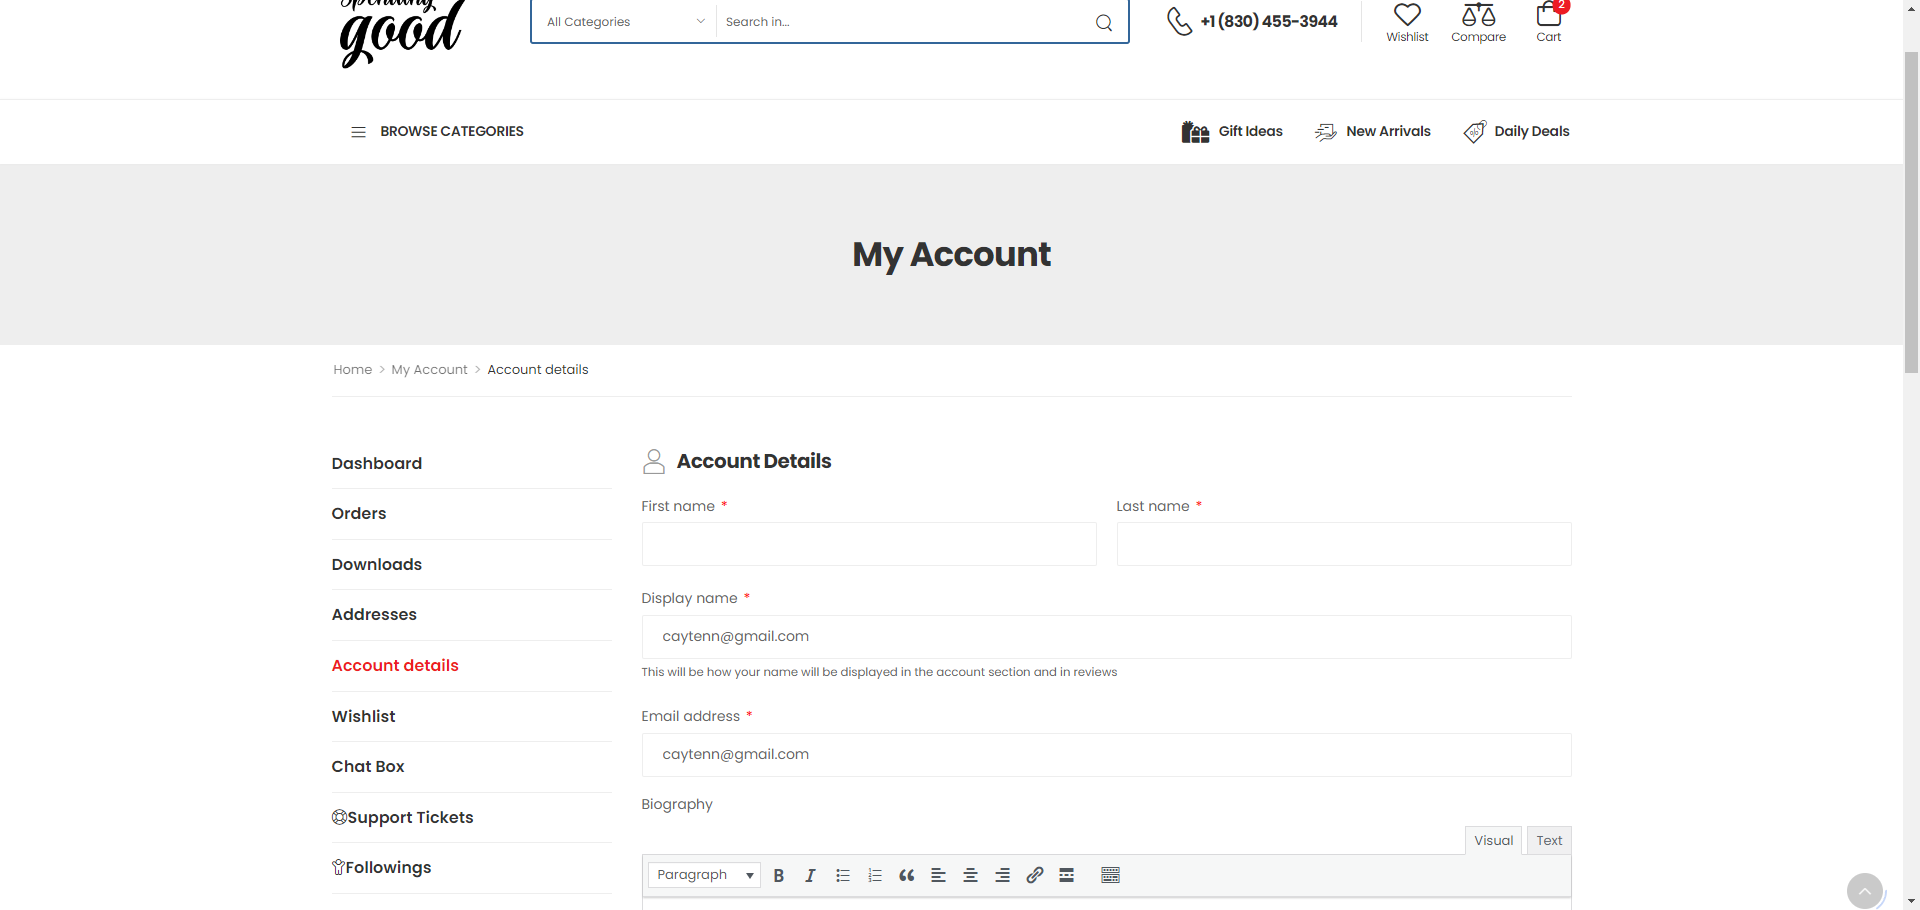 Spending
good
All Categories Search in... +1 (830) 455-3944 Wishlist Compare 2 Cart
BROWSE CATEGORIES Gift Ideas New Arrivals Daily Deals
My Account
Home > My Account > Account details
Dashboard
Orders
Downloads
Addresses
Account details
Wishlist
Chat Box
Support Tickets
Followings
Account Details
First name * Last name *
Display name *
caytenn@gmail.com
This will be how your name will be displayed in the account section and in reviews
Email address *
caytenn@gmail.com
Biography
Visual Text
Paragraph B I